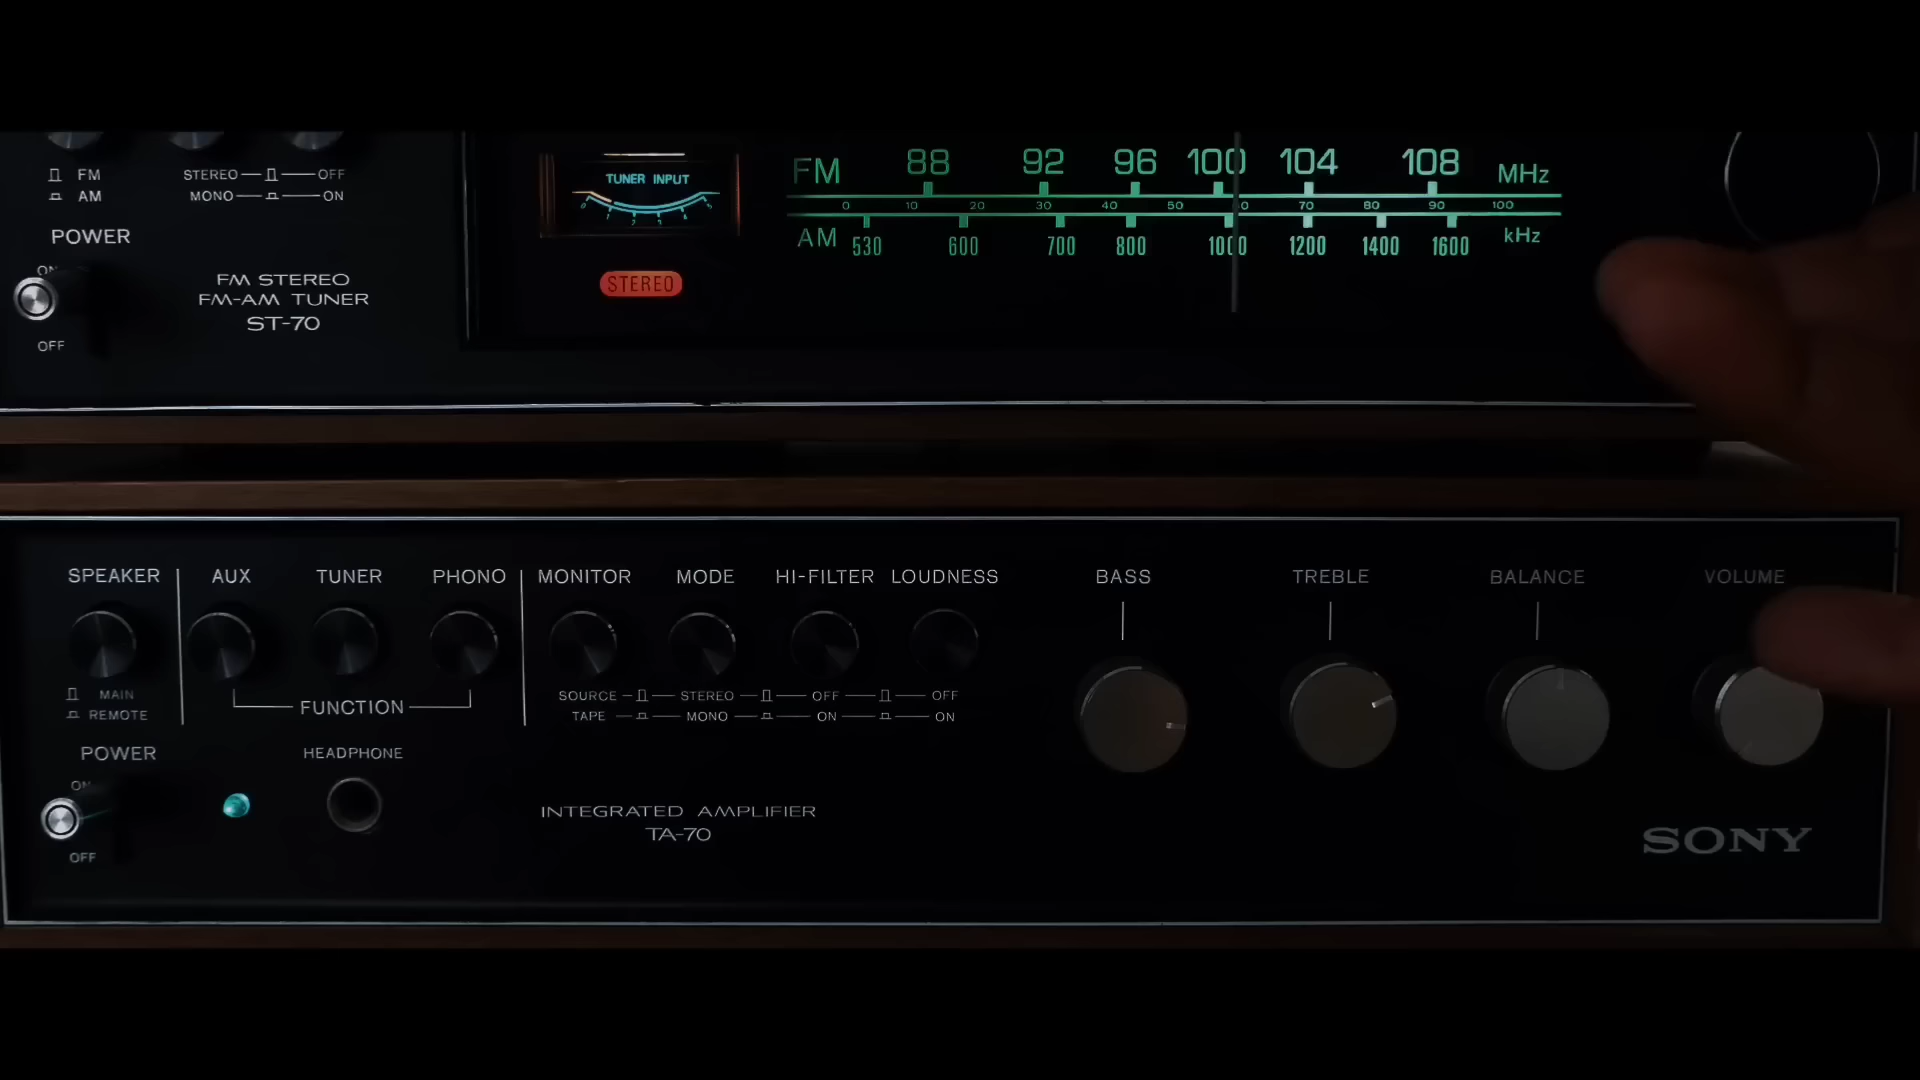 FM
AM
STEREO OFF
MONO ON
POWER
ON
OFF
FM STEREO
FM-AM TUNER
ST-70
TUNER INPUT
STEREO
FM 88 92 96 100 104 108 MHz
0 10 20 30 40 50 60 70 80 90 100
AM 530 600 700 800 1000 1200 1400 1600 kHz
SPEAKER AUX TUNER PHONO MONITOR MODE HI-FILTER LOUDNESS BASS TREBLE BALANCE VOLUME
MAIN
REMOTE
FUNCTION
SOURCE STEREO OFF OFF
TAPE MONO ON ON
POWER
ON
OFF
HEADPHONE
INTEGRATED AMPLIFIER
TA-70
SONY